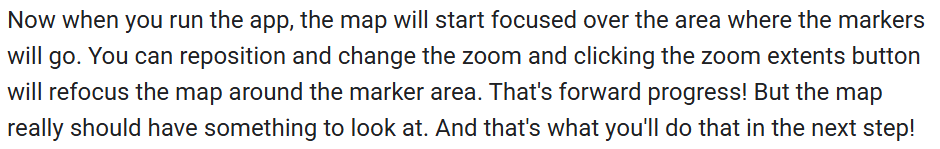 Now when you run the app, the map will start focused over the area where the markers
will go. You can reposition and change the zoom and clicking the zoom extents button
will refocus the map around the marker area. That's forward progress! But the map
really should have something to look at. And that's what you'll do that in the next step!